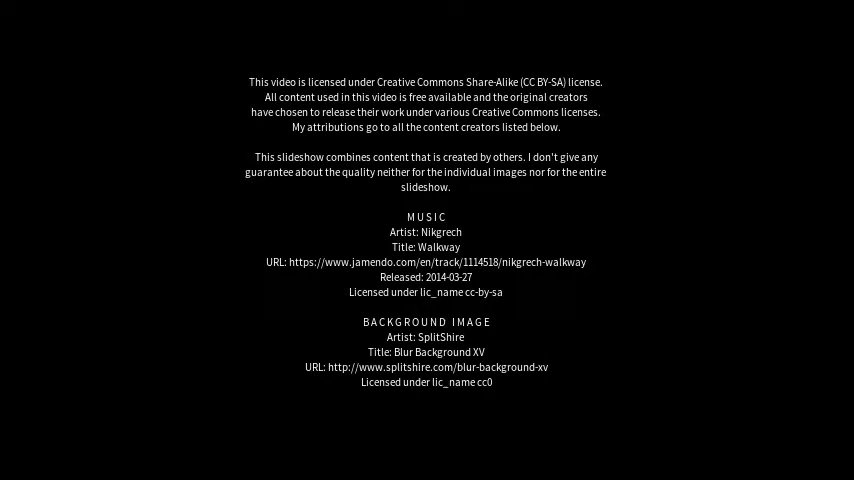 This video is licensed under Creative Commons Share-Alike (CC BY-SA) license.
All content used in this video is free available and the original creators
have chosen to release their work under various Creative Commons licenses.
My attributions go to all the content creators listed below.
This slideshow combines content that is created by others. I don't give any
guarantee about the quality neither for the individual images nor for the entire
slideshow.
MUSIC
Artist: Nikgrech
Title: Walkway
URL: https://www.jamendo.com/en/track/1114518/nikgrech-walkway
Released: 2014-03-27
Licensed under lic_name cc-by-sa
BACKGROUND IMAGE
Artist: SplitShire
Title: Blur Background XV
URL: http://www.splitshire.com/blur-background-xv
Licensed under lic_name cc0